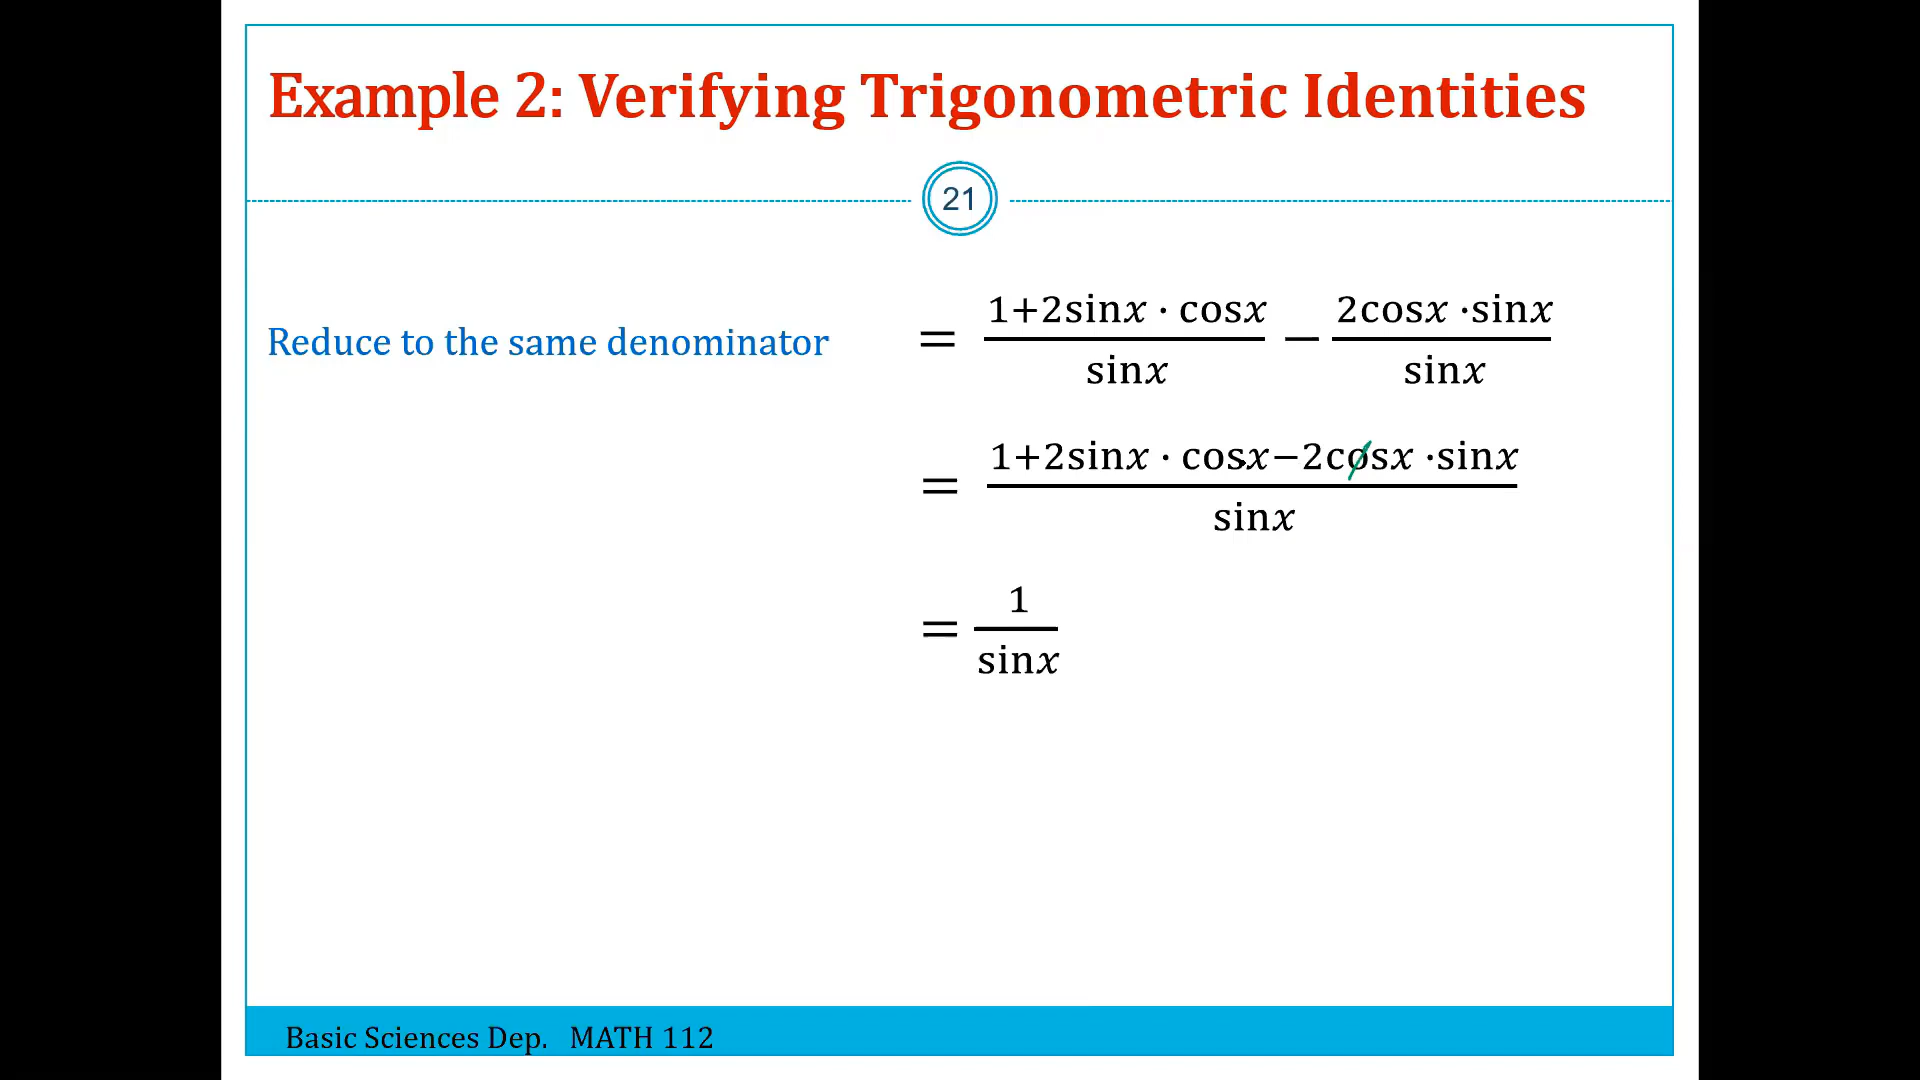 Example 2: Verifying Trigonometric Identities
21
Reduce to the same denominator = (1+2sinx · cosx)/(sinx) − (2cosx ·sinx)/(sinx)
= (1+2sinx · cosx−2cosx ·sinx)/(sinx)
= 1/(sinx)
Basic Sciences Dep. MATH 112